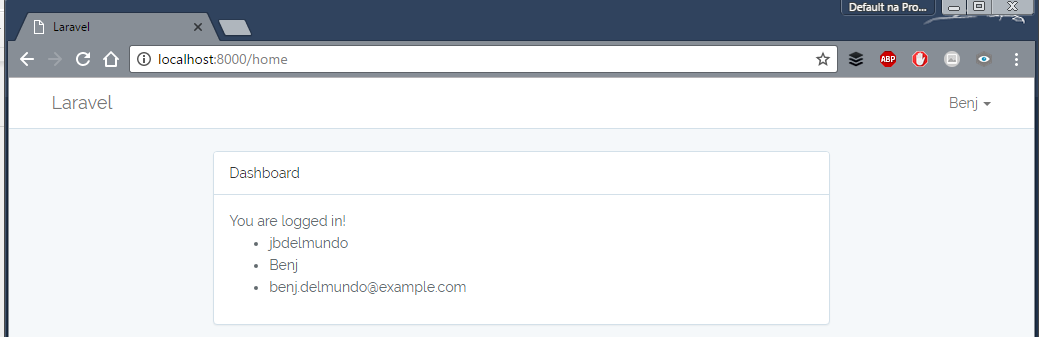 Default na Pro...
Laravel
localhost:8000/home
ABP
Laravel
Benj
Dashboard
You are logged in!
jbdelmundo
Benj
benj.delmundo@example.com